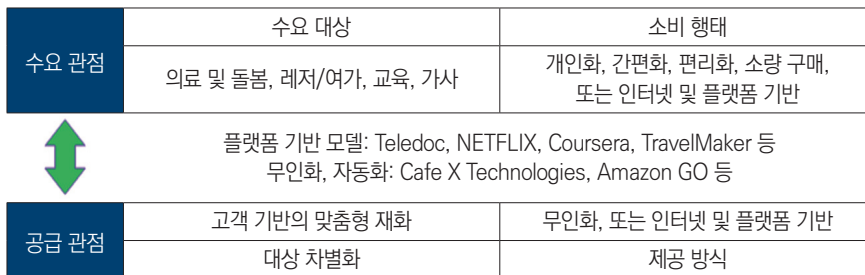 수요 관점
수요 대상
소비 행태
의료 및 돌봄, 레저/여가, 교육, 가사
개인화, 간편화, 편리화, 소량 구매,
또는 인터넷 및 플랫폼 기반
플랫폼 기반 모델: Teledoc, NETFLIX, Coursera, TravelMaker 등
무인화, 자동화: Cafe X Technologies, Amazon GO 등
공급 관점
고객 기반의 맞춤형 재화
무인화, 또는 인터넷 및 플랫폼 기반
대상 차별화
제공 방식